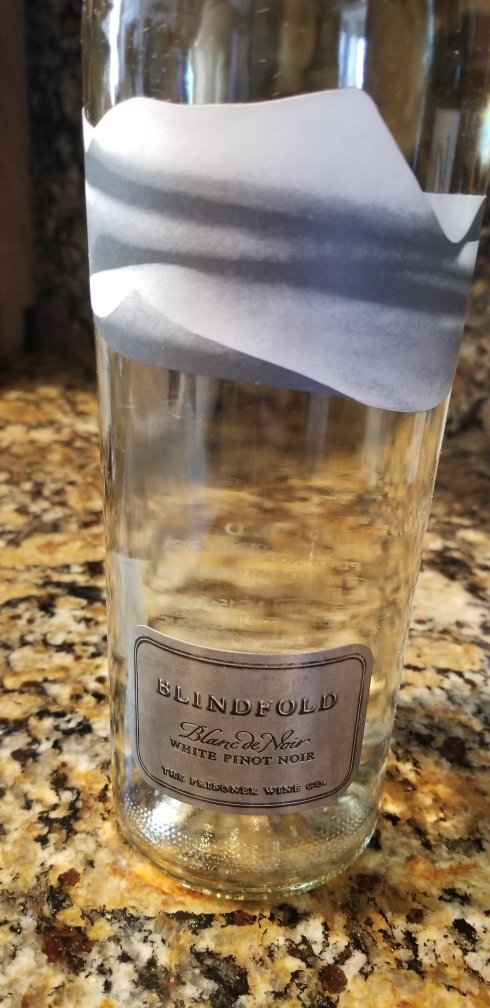 BLINDFOLD
Blanc de Noir
WHITE PINOT NOIR
THE PRISONER WINE CO.